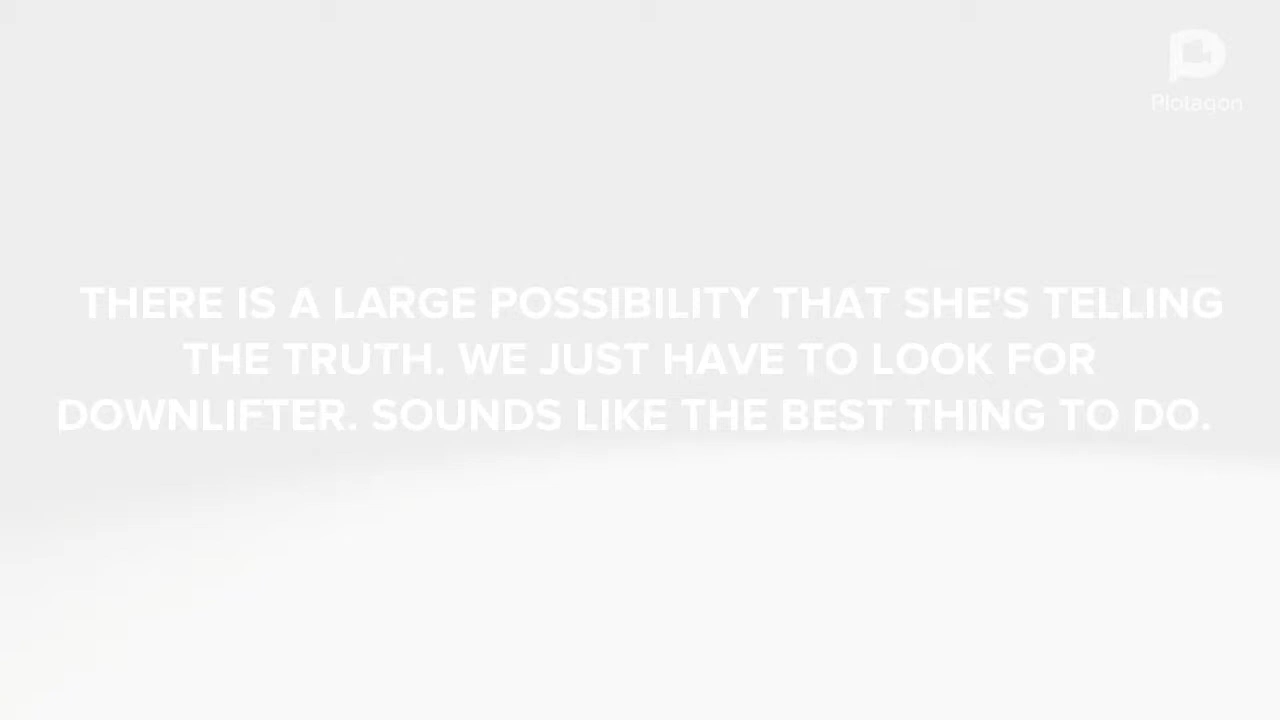 Plotagon
THERE IS A LARGE POSSIBILITY THAT SHE'S TELLING
THE TRUTH. WE JUST HAVE TO LOOK FOR
DOWNLIFTER. SOUNDS LIKE THE BEST THING TO DO.